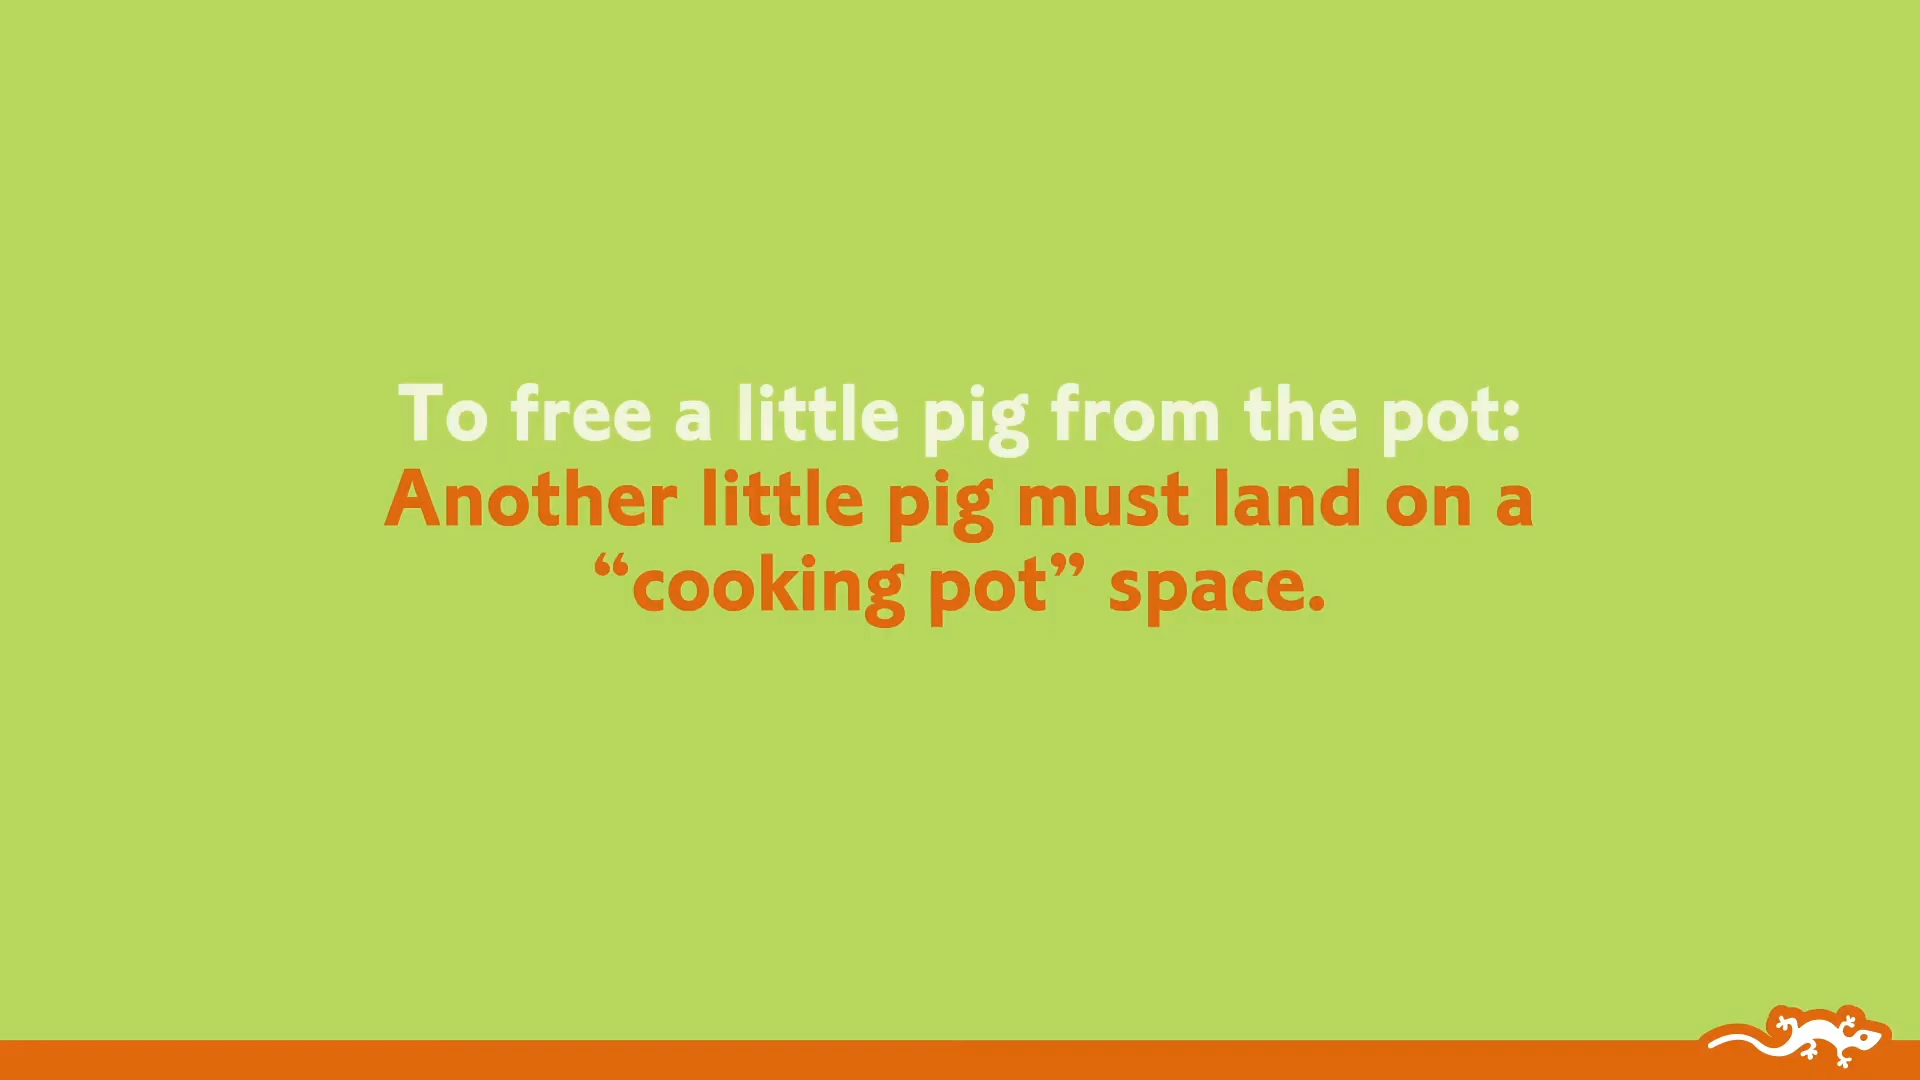 To free a little pig from the pot:
Another little pig must land on a
“cooking pot” space.